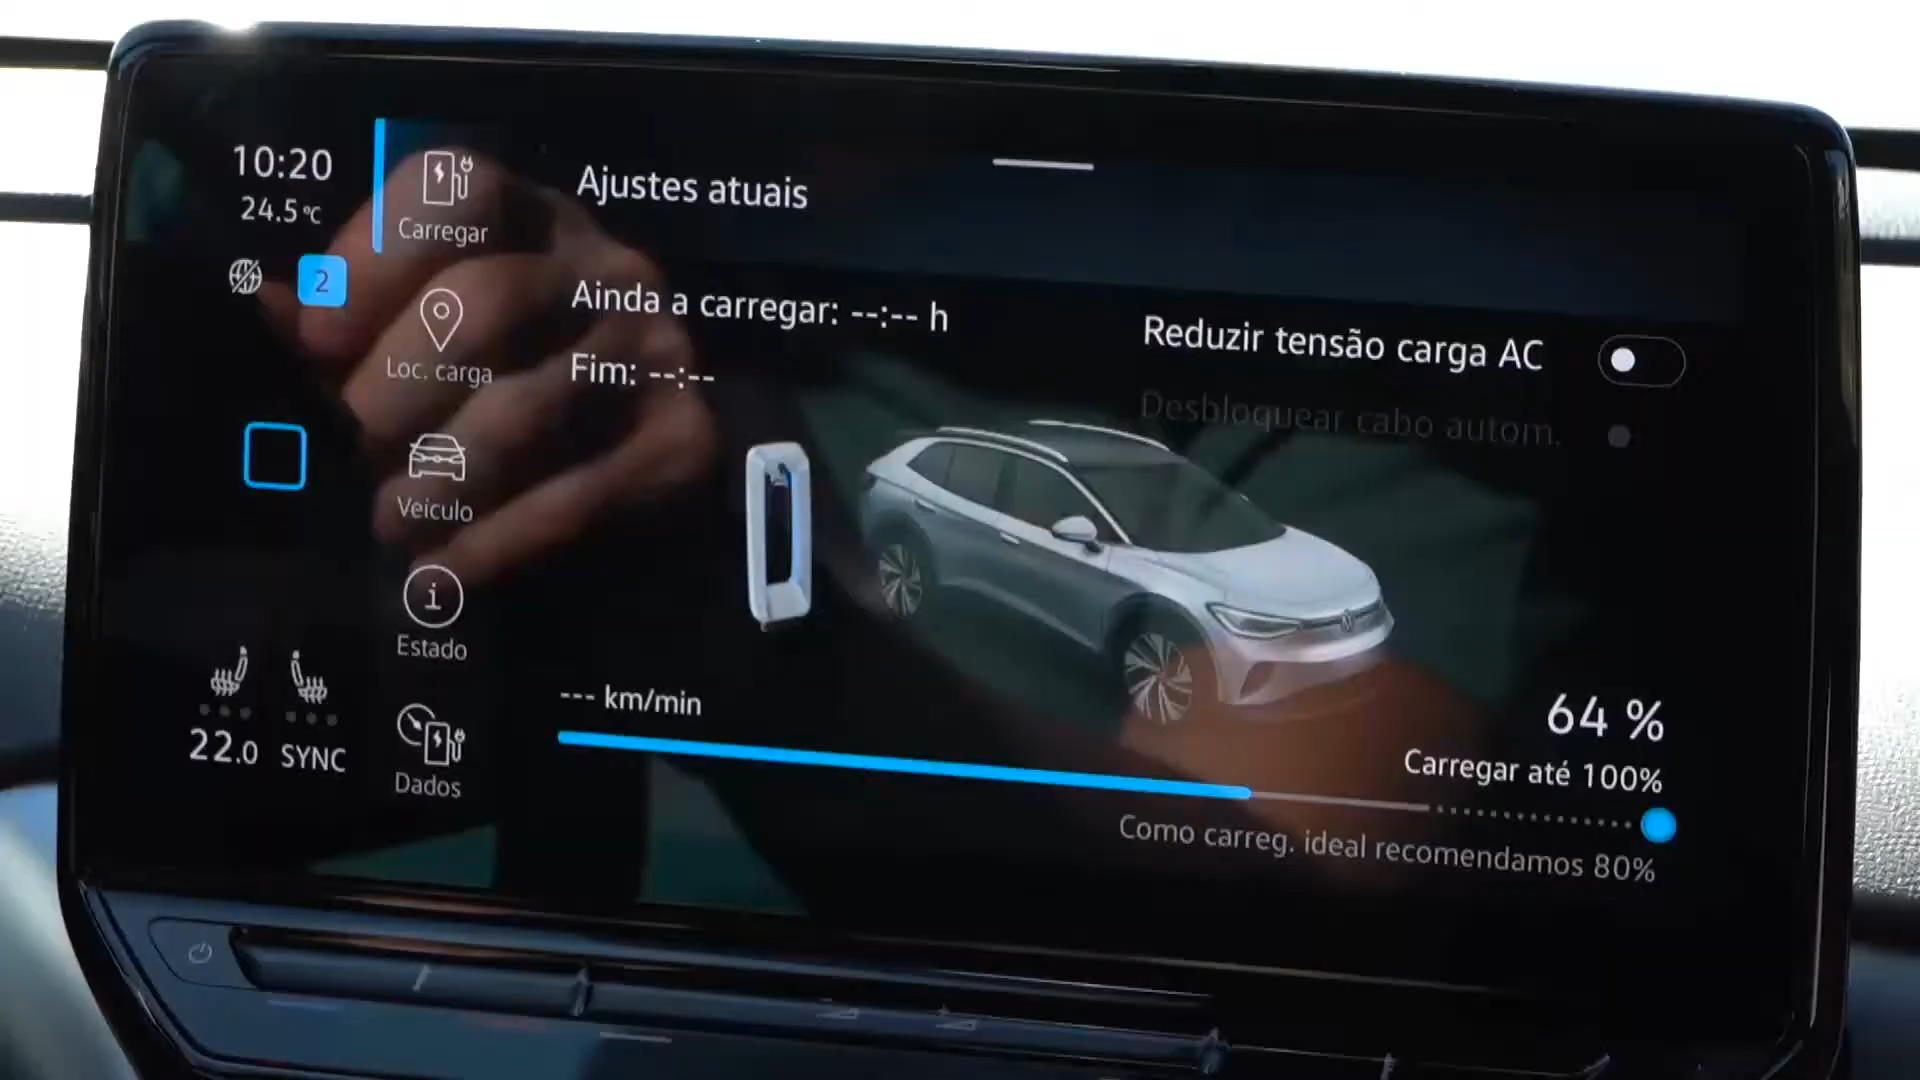 10:20
24.5°C
2
Carregar
Loc. carga
Veículo
Estado
Dados
22.0 SYNC
Ajustes atuais
Ainda a carregar: --:-- h
Fim: --:--
Reduzir tensão carga AC
Desbloquear cabo autom.
--- km/min
64 %
Carregar até 100%
Como carreg. ideal recomendamos 80%